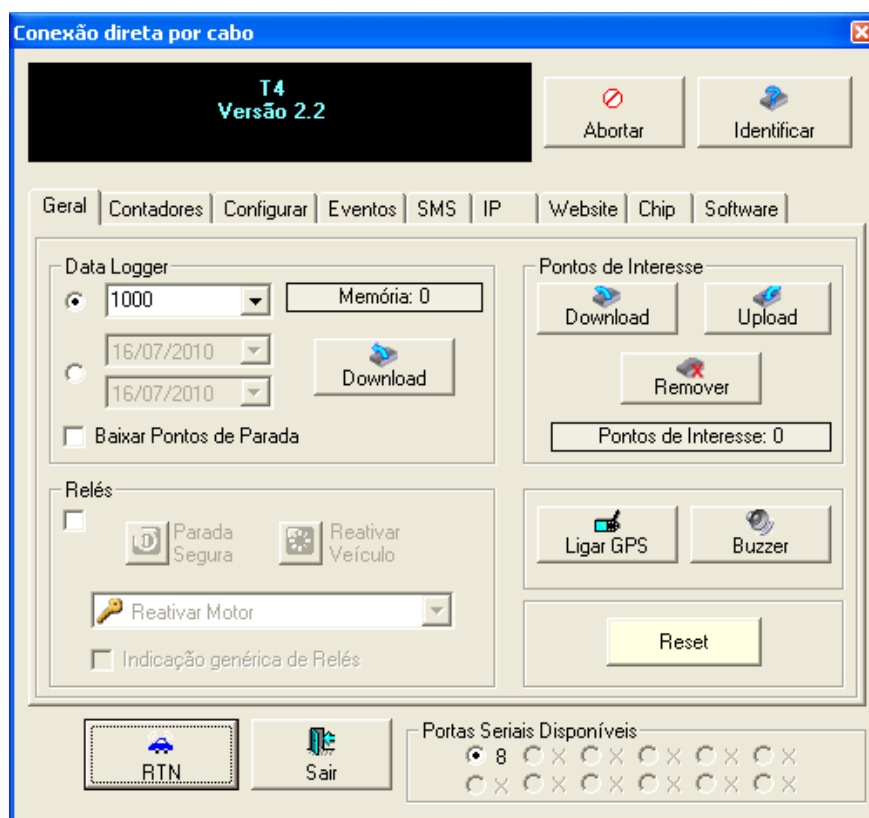 Conexão direta por cabo
T4
Versão 2.2
Abortar
Identificar
Geral
Contadores
Configurar
Eventos
SMS
IP
Website
Chip
Software
Data Logger
1000
Memória: 0
16/07/2010
16/07/2010
Download
Baixar Pontos de Parada
Pontos de Interesse
Download
Upload
Remover
Pontos de Interesse: 0
Relés
Parada
Segura
Reativar
Veículo
Reativar Motor
Indicação genérica de Relés
Ligar GPS
Buzzer
Reset
RTN
Sair
Portas Seriais Disponíveis
8 X X X X X
X X X X X X